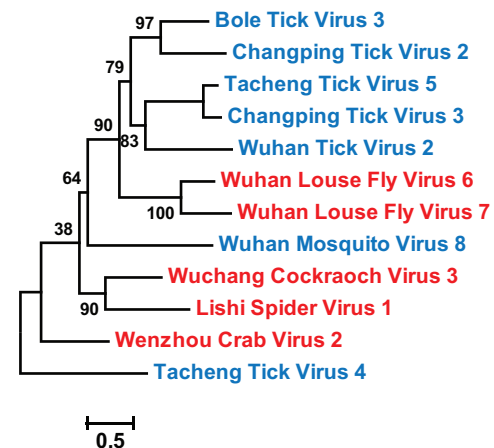 97
Bole Tick Virus 3
Changping Tick Virus 2
79
Tacheng Tick Virus 5
Changping Tick Virus 3
90
83
Wuhan Tick Virus 2
Wuhan Louse Fly Virus 6
64
100
Wuhan Louse Fly Virus 7
38
Wuhan Mosquito Virus 8
Wuchang Cockraoch Virus 3
90
Lishi Spider Virus 1
Wenzhou Crab Virus 2
Tacheng Tick Virus 4
0.5